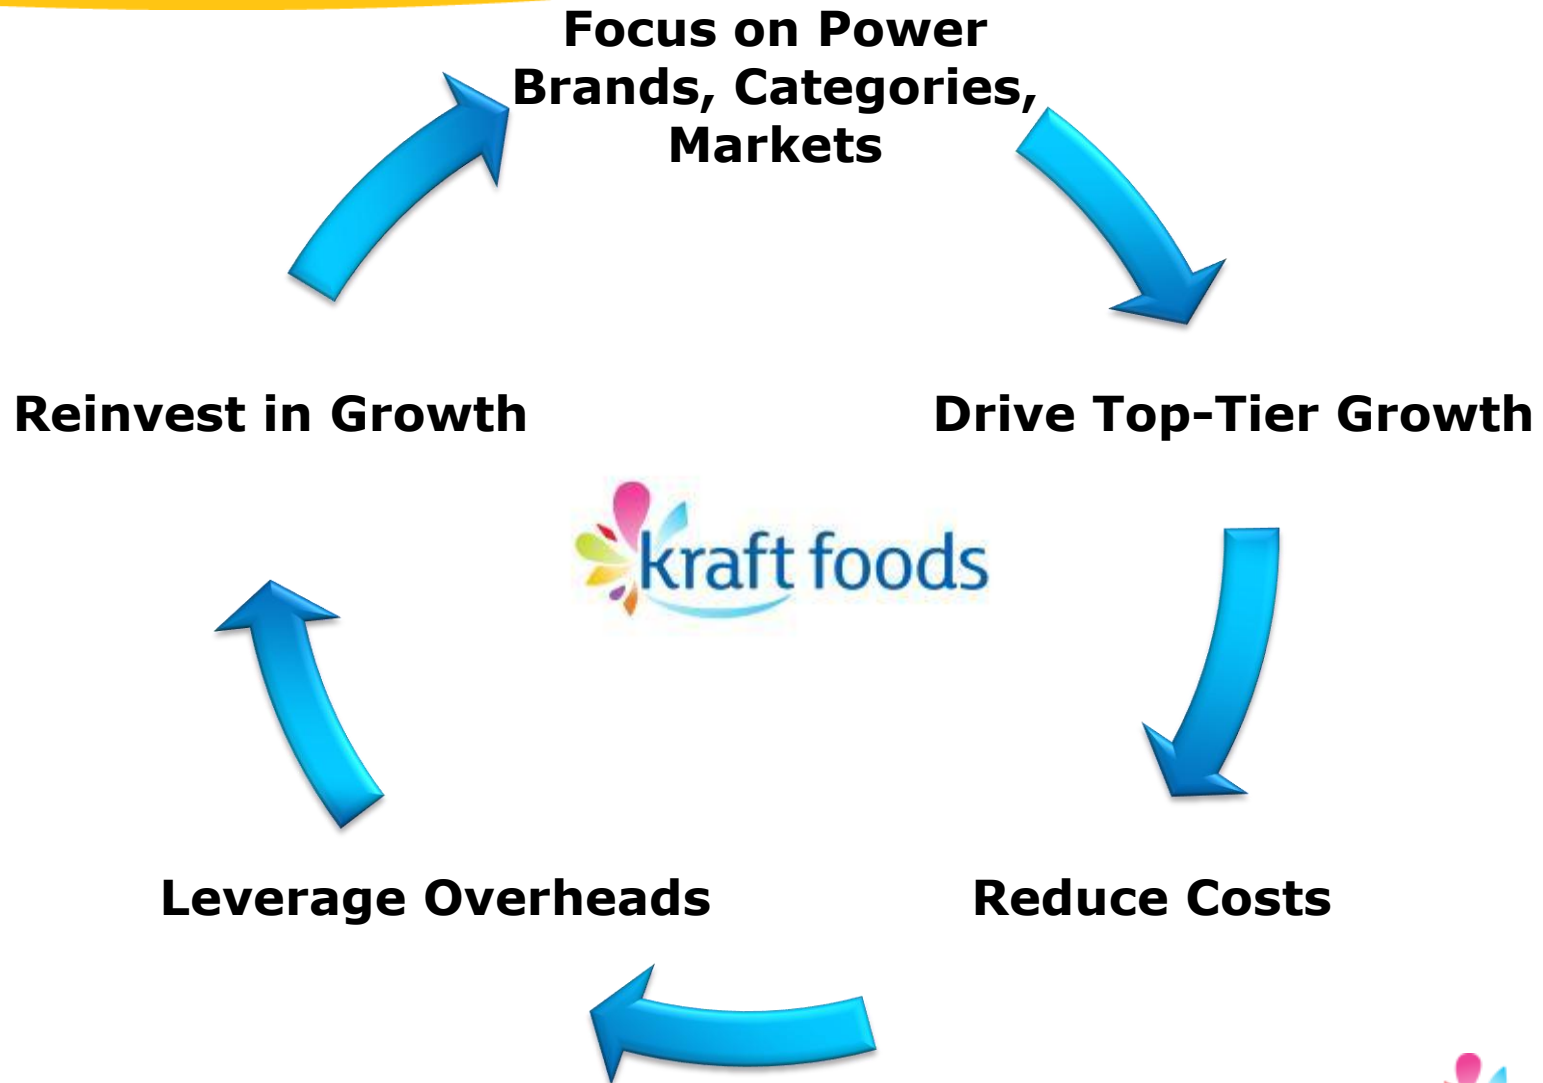 Focus on Power
Brands, Categories,
Markets
Reinvest in Growth
Drive Top-Tier Growth
kraft foods
Leverage Overheads
Reduce Costs